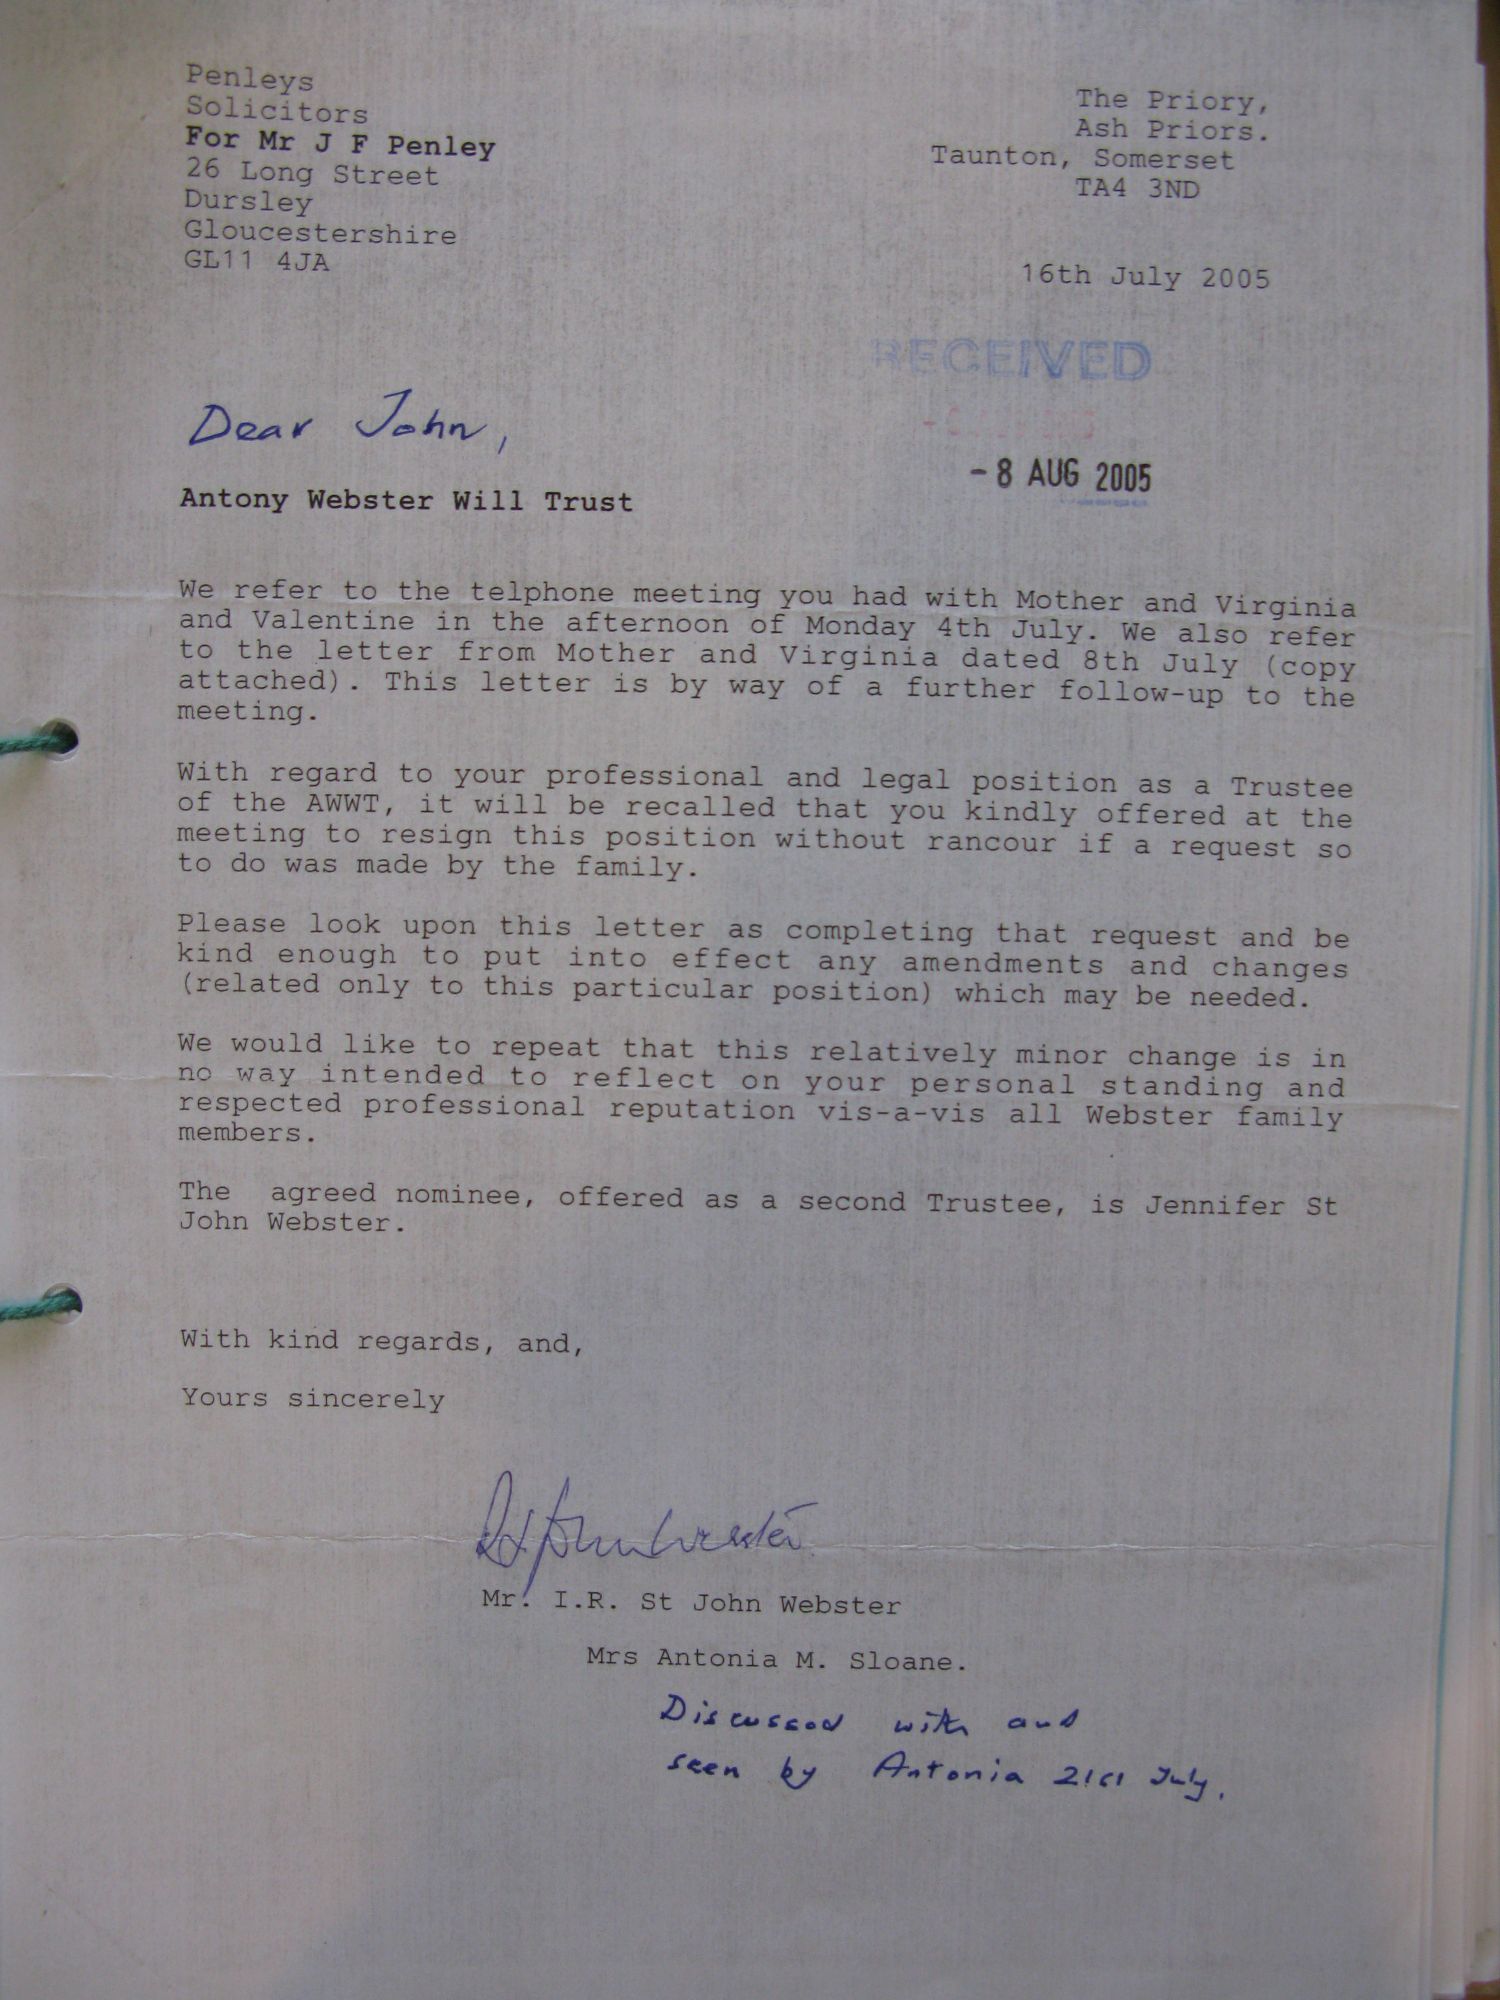 Penleys
Solicitors
For Mr J F Penley
26 Long Street
Dursley
Gloucestershire
GL11 4JA
The Priory,
Ash Priors.
Taunton, Somerset
TA4 3ND
16th July 2005
RECEIVED
- 8 AUG 2005
Dear John,
Antony Webster Will Trust
We refer to the telphone meeting you had with Mother and Virginia
and Valentine in the afternoon of Monday 4th July. We also refer
to the letter from Mother and Virginia dated 8th July (copy
attached). This letter is by way of a further follow-up to the
meeting.
With regard to your professional and legal position as a Trustee
of the AWWT, it will be recalled that you kindly offered at the
meeting to resign this position without rancour if a request so
to do was made by the family.
Please look upon this letter as completing that request and be
kind enough to put into effect any amendments and changes
(related only to this particular position) which may be needed.
We would like to repeat that this relatively minor change is in
no way intended to reflect on your personal standing and
respected professional reputation vis-a-vis all Webster family
members.
The agreed nominee, offered as a second Trustee, is Jennifer St
John Webster.
With kind regards, and,
Yours sincerely
Mr. I.R. St John Webster
Mrs Antonia M. Sloane.
Discussed with and
seen by Antonia 21st July.